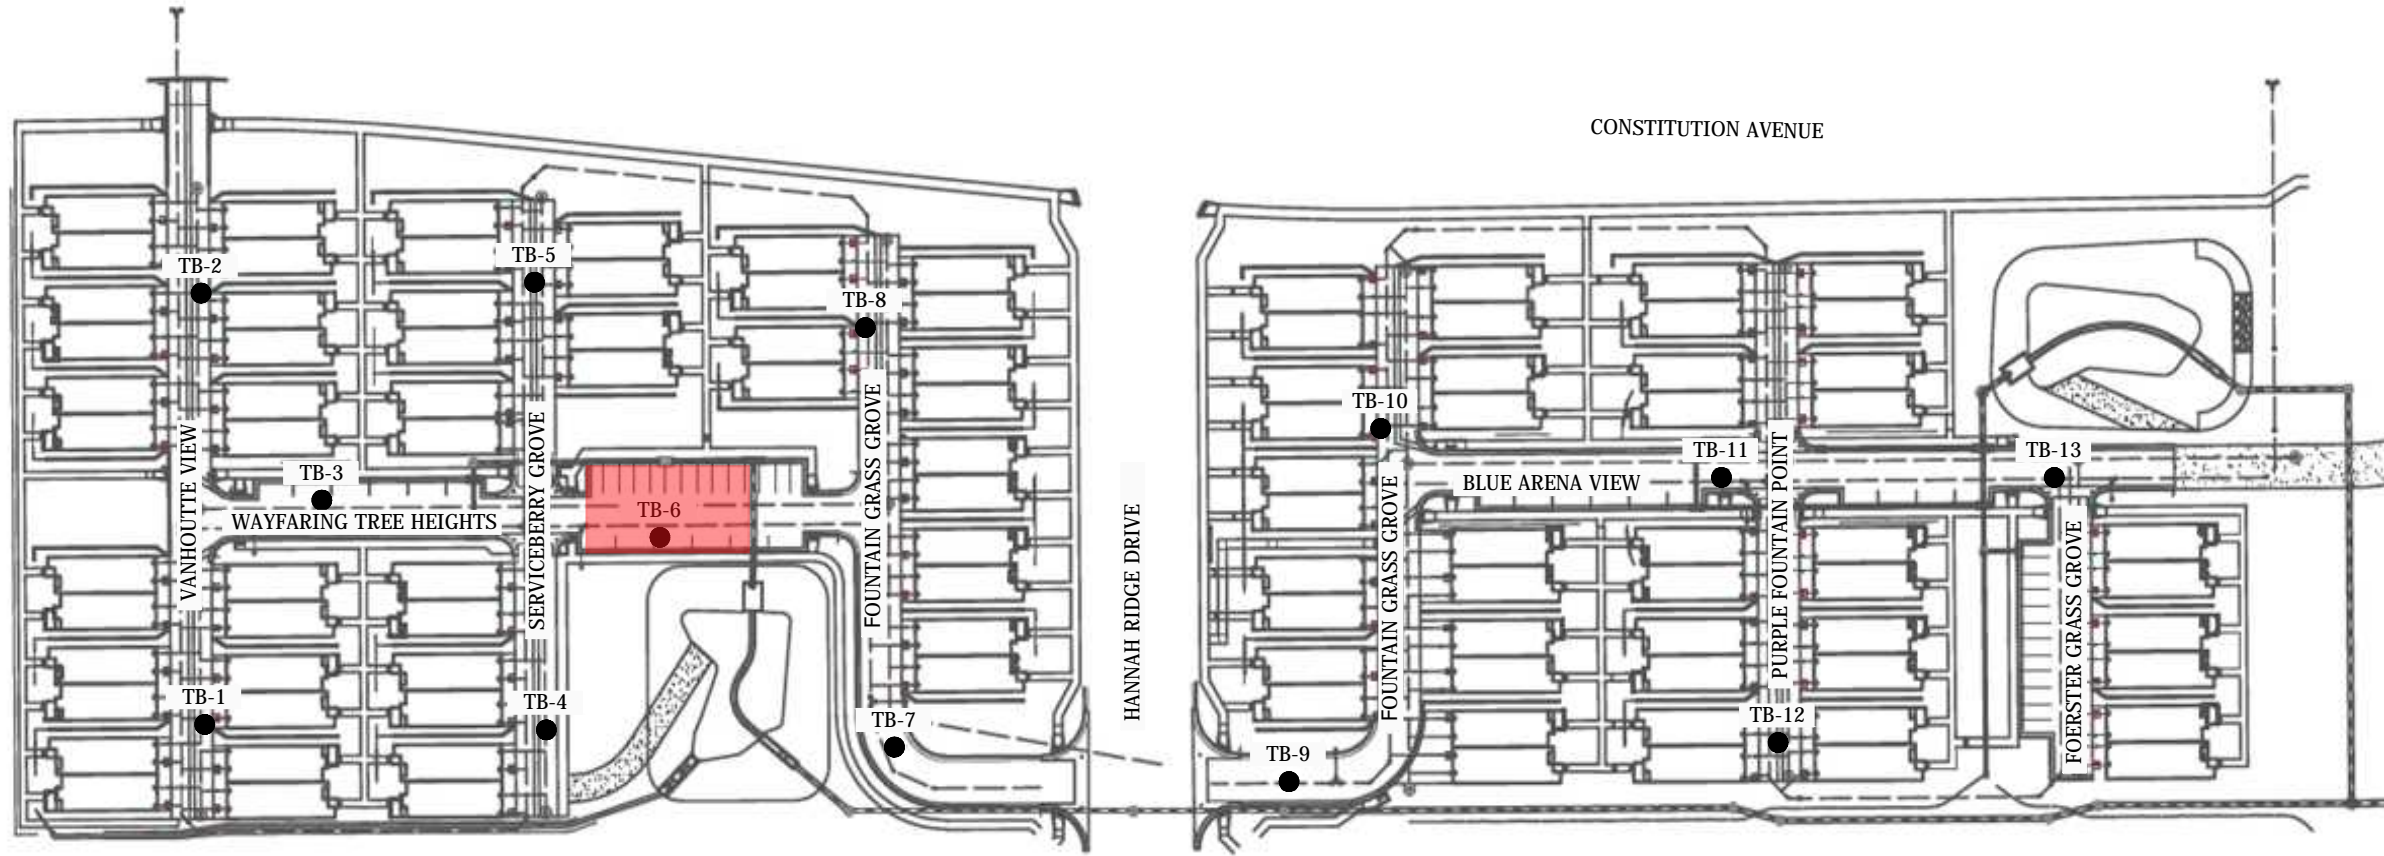 CONSTITUTION AVENUE
TB-2
TB-5
TB-8
TB-10
TB-11
TB-13
TB-3
BLUE ARENA VIEW
WAYFARING TREE HEIGHTS
TB-6
VANHOUTTE VIEW
SERVICEBERRY GROVE
FOUNTAIN GRASS GROVE
HANNAH RIDGE DRIVE
FOUNTAIN GRASS GROVE
PURPLE FOUNTAIN POINT
FOERSTER GRASS GROVE
TB-1
TB-4
TB-7
TB-9
TB-12